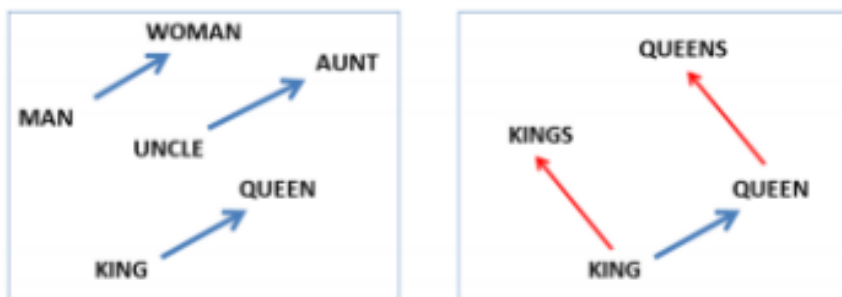 WOMAN
AUNT
MAN
UNCLE
QUEEN
KING
QUEENS
KINGS
QUEEN
KING